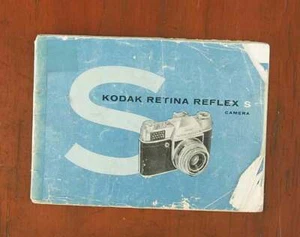 S
KODAK RETINA REFLEX S
CAMERA